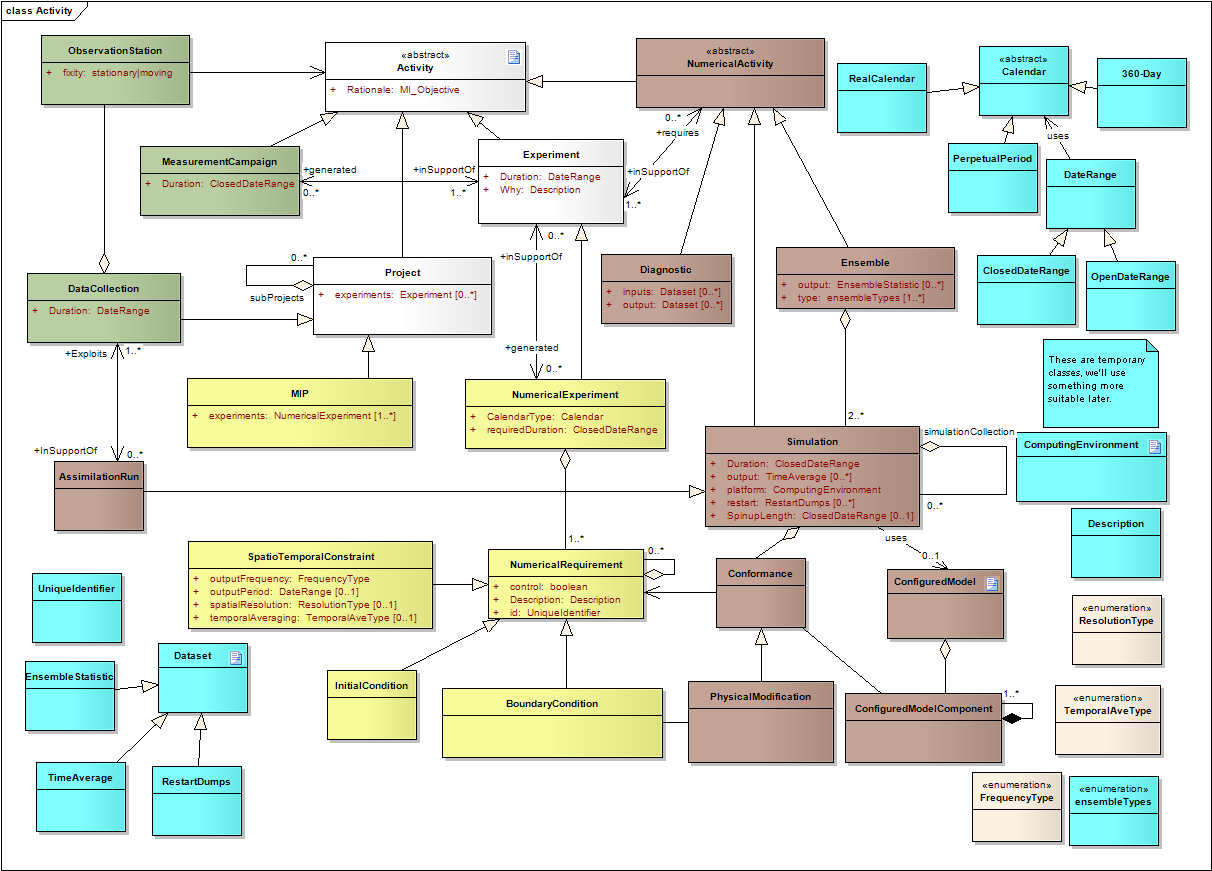 class Activity
ObservationStation
+ fixity: stationary|moving
«abstract»
Activity
+ Rationale: MI_Objective
«abstract»
NumericalActivity
RealCalendar
«abstract»
Calendar
360-Day
MeasurementCampaign
+ Duration: ClosedDateRange
+generated
0..*
+inSupportOf
1..*
Experiment
+ Duration: DateRange
+ Why: Description
0..*
+requires
+inSupportOf
1..*
PerpetualPeriod
uses
DateRange
ClosedDateRange
OpenDateRange
DataCollection
+ Duration: DateRange
0..*
subProjects
Project
+ experiments: Experiment [0..*]
0..*
+inSupportOf
+generated
0..*
Diagnostic
+ inputs: Dataset [0..*]
+ output: Dataset [0..*]
Ensemble
+ output: EnsembleStatistic [0..*]
+ type: ensembleTypes [1..*]
2..*
These are temporary
classes, we'll use
something more
suitable later.
+Exploits
1..*
+InSupportOf
0..*
MIP
+ experiments: NumericalExperiment [1..*]
NumericalExperiment
+ CalendarType: Calendar
+ requiredDuration: ClosedDateRange
AssimilationRun
Simulation
+ Duration: ClosedDateRange
+ output: TimeAverage [0..*]
+ platform: ComputingEnvironment
+ restart: RestartDumps [0..*]
+ SpinupLength: ClosedDateRange [0..1]
simulationCollection
0..*
ComputingEnvironment
Description
1..*
SpatioTemporalConstraint
+ outputFrequency: FrequencyType
+ outputPeriod: DateRange [0..1]
+ spatialResolution: ResolutionType [0..1]
+ temporalAveraging: TemporalAveType [0..1]
NumericalRequirement
+ control: boolean
+ Description: Description
+ id: UniqueIdentifier
0..*
Conformance
uses
0..1
ConfiguredModel
«enumeration»
ResolutionType
UniqueIdentifier
Dataset
EnsembleStatistic
InitialCondition
BoundaryCondition
PhysicalModification
ConfiguredModelComponent
1..*
«enumeration»
TemporalAveType
TimeAverage
RestartDumps
«enumeration»
FrequencyType
«enumeration»
ensembleTypes